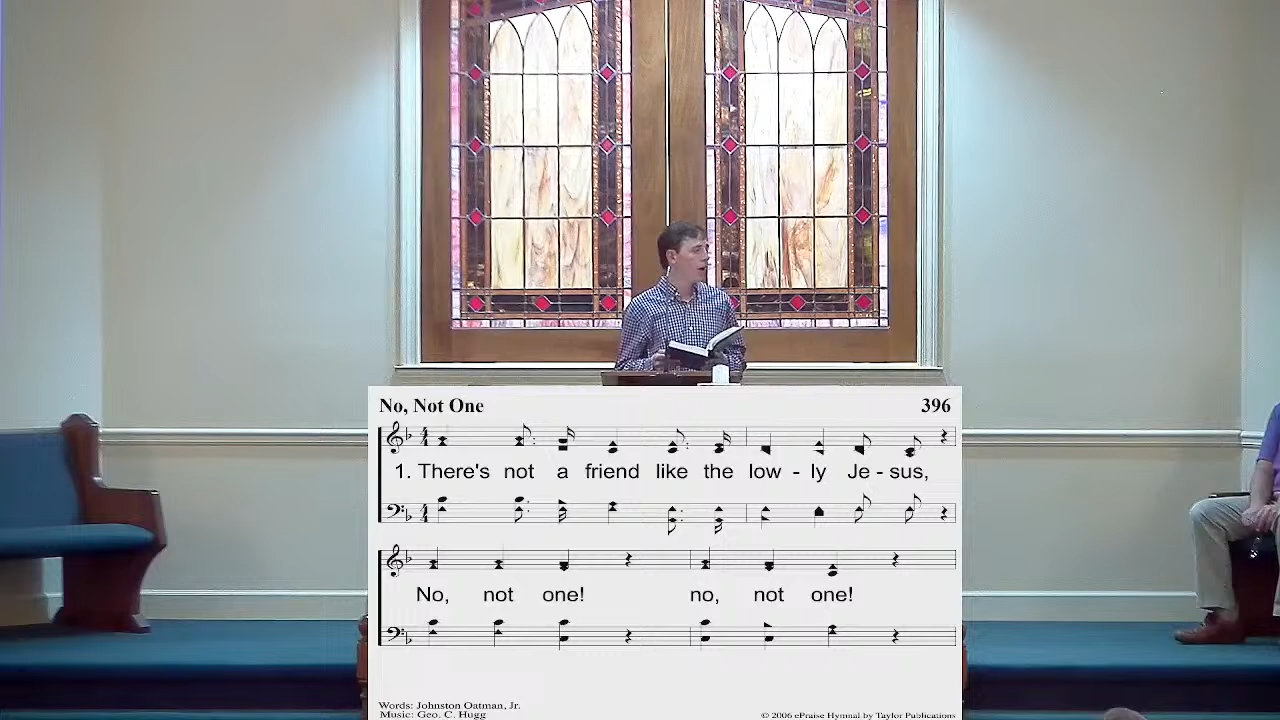 No, Not One 396
1. There's not a friend like the low - ly Je - sus,
No, not one! no, not one!
Words: Johnston Oatman, Jr.
Music: Geo. C. Hugg
© 2006 ePraise Hymnal by Taylor Publications